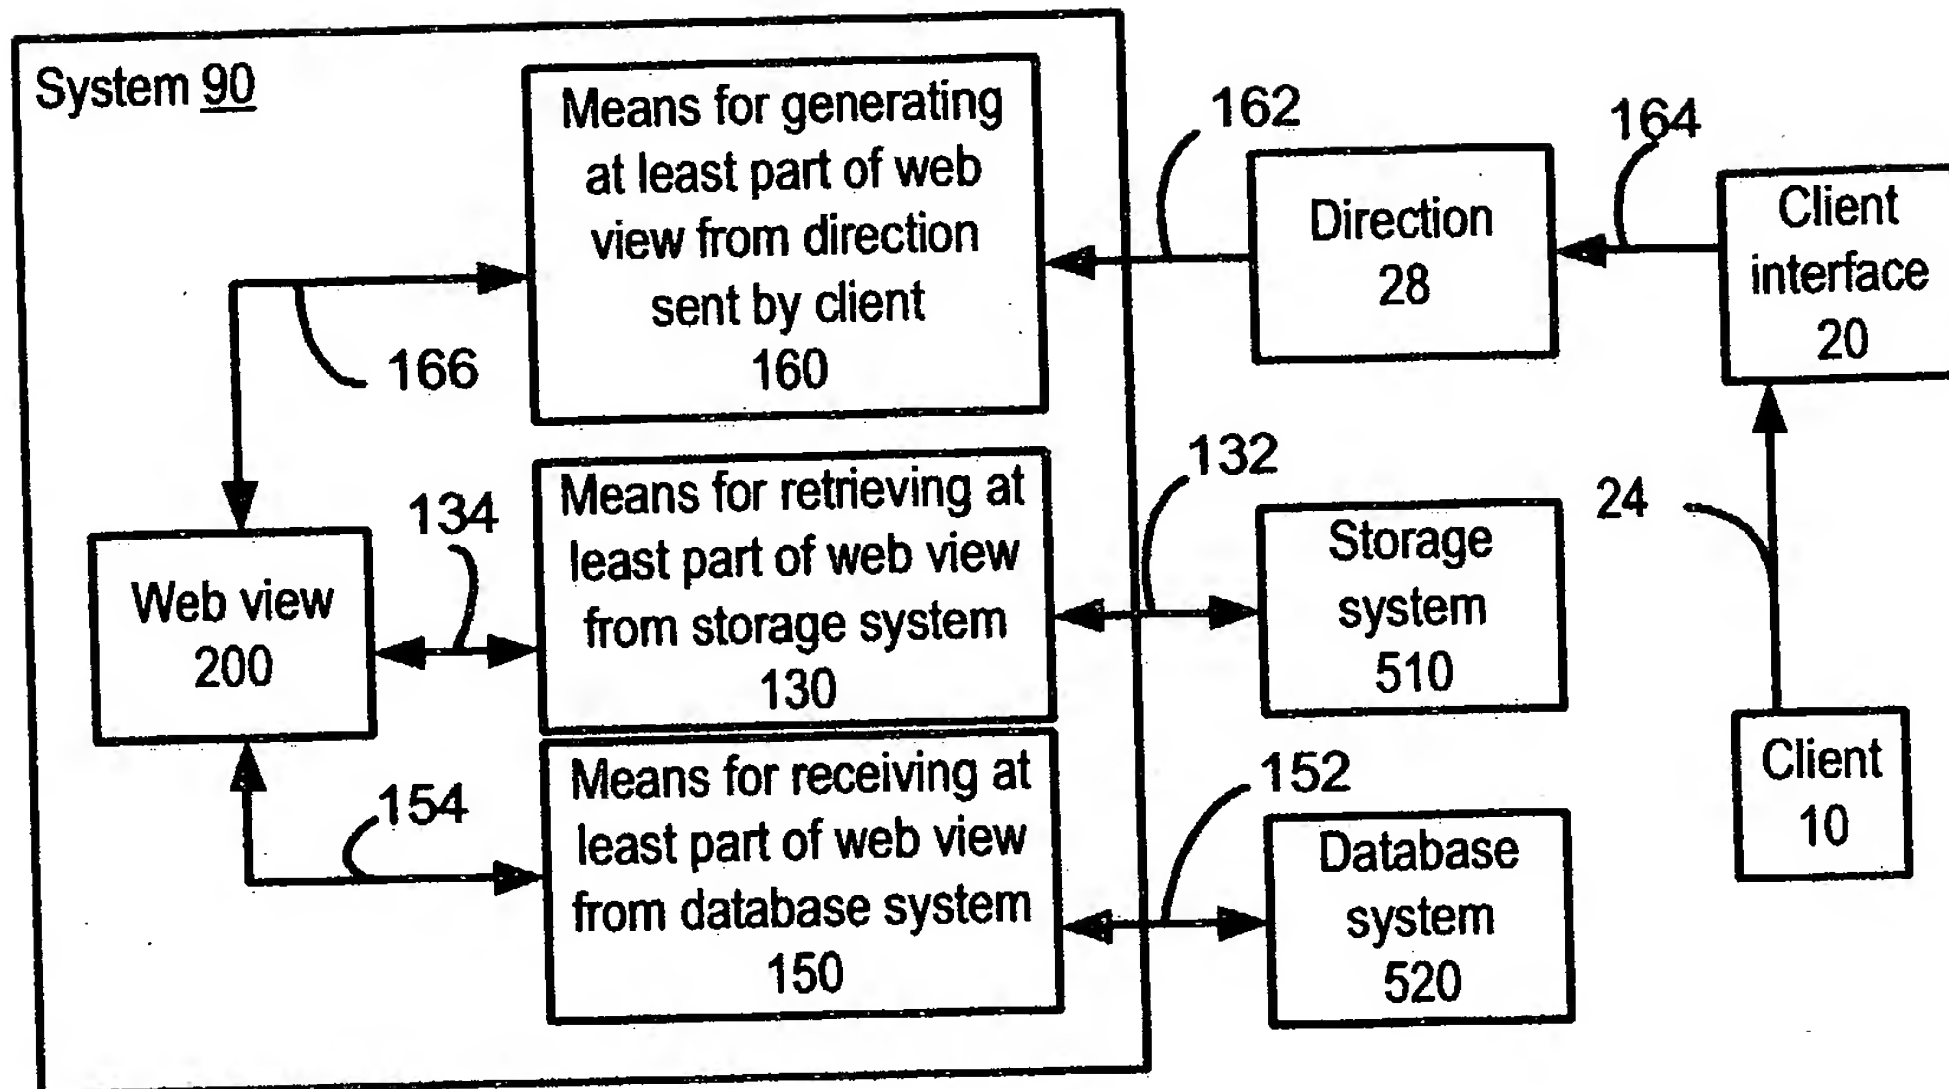 System 90
Means for generating
at least part of web
view from direction
sent by client
160
162
Direction
28
164
Client
interface
20
166
Web view
200
134
Means for retrieving at
least part of web view
from storage system
130
132
Storage
system
510
24
Client
10
154
Means for receiving at
least part of web view
from database system
150
152
Database
system
520